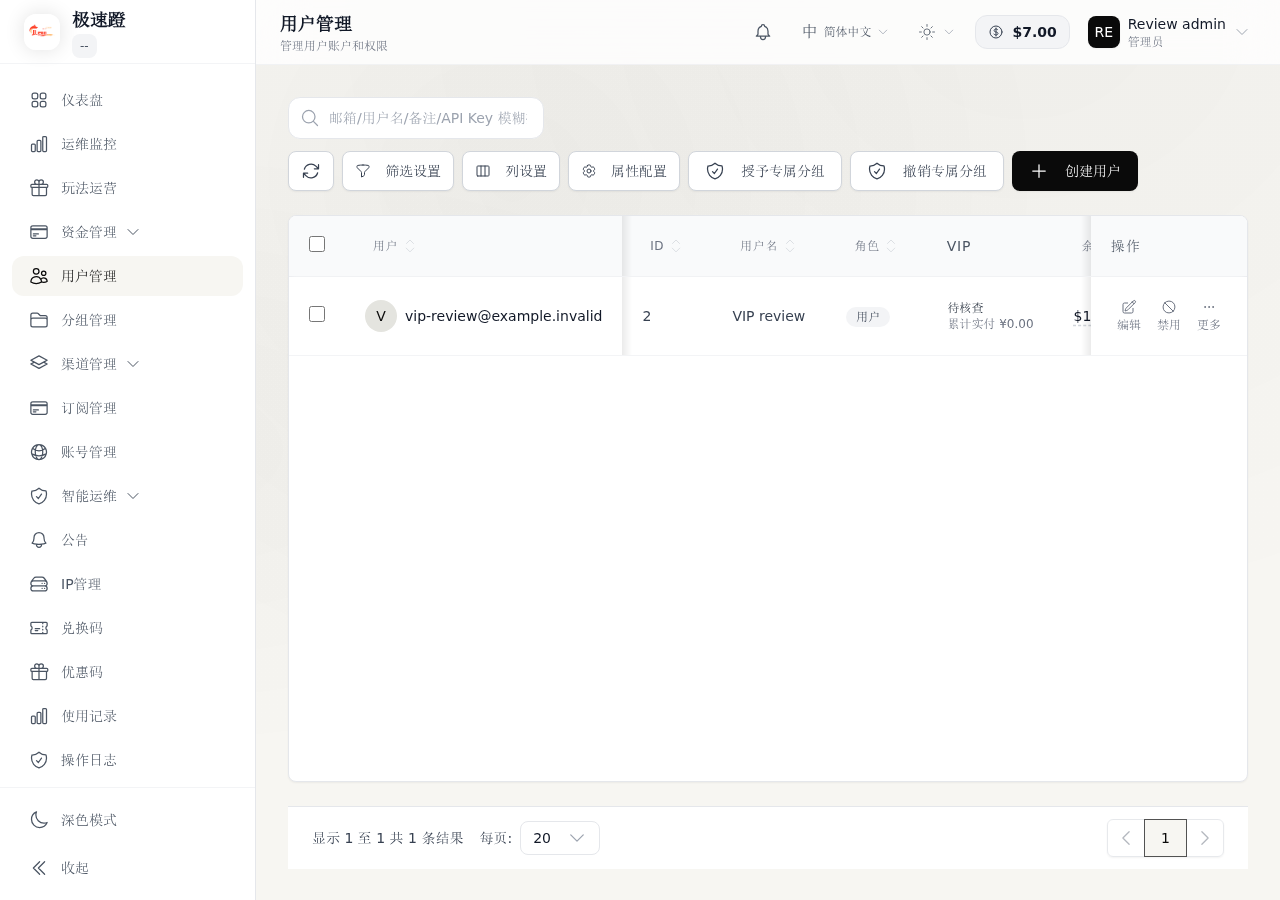 极速蹬
--
仪表盘
运维监控
玩法运营
资金管理
用户管理
分组管理
渠道管理
订阅管理
账号管理
智能运维
公告
IP管理
兑换码
优惠码
使用记录
操作日志
深色模式
收起
用户管理
管理用户账户和权限
中 简体中文
$7.00
RE
Review admin
管理员
邮箱/用户名/备注/API Key 模糊
筛选设置
列设置
属性配置
授予专属分组
撤销专属分组
创建用户
用户 ID 用户名 角色 VIP 余 操作
V vip-review@example.invalid 2 VIP review 用户
待核查
累计实付 ¥0.00
$1
编辑 禁用 更多
显示 1 至 1 共 1 条结果 每页: 20
1